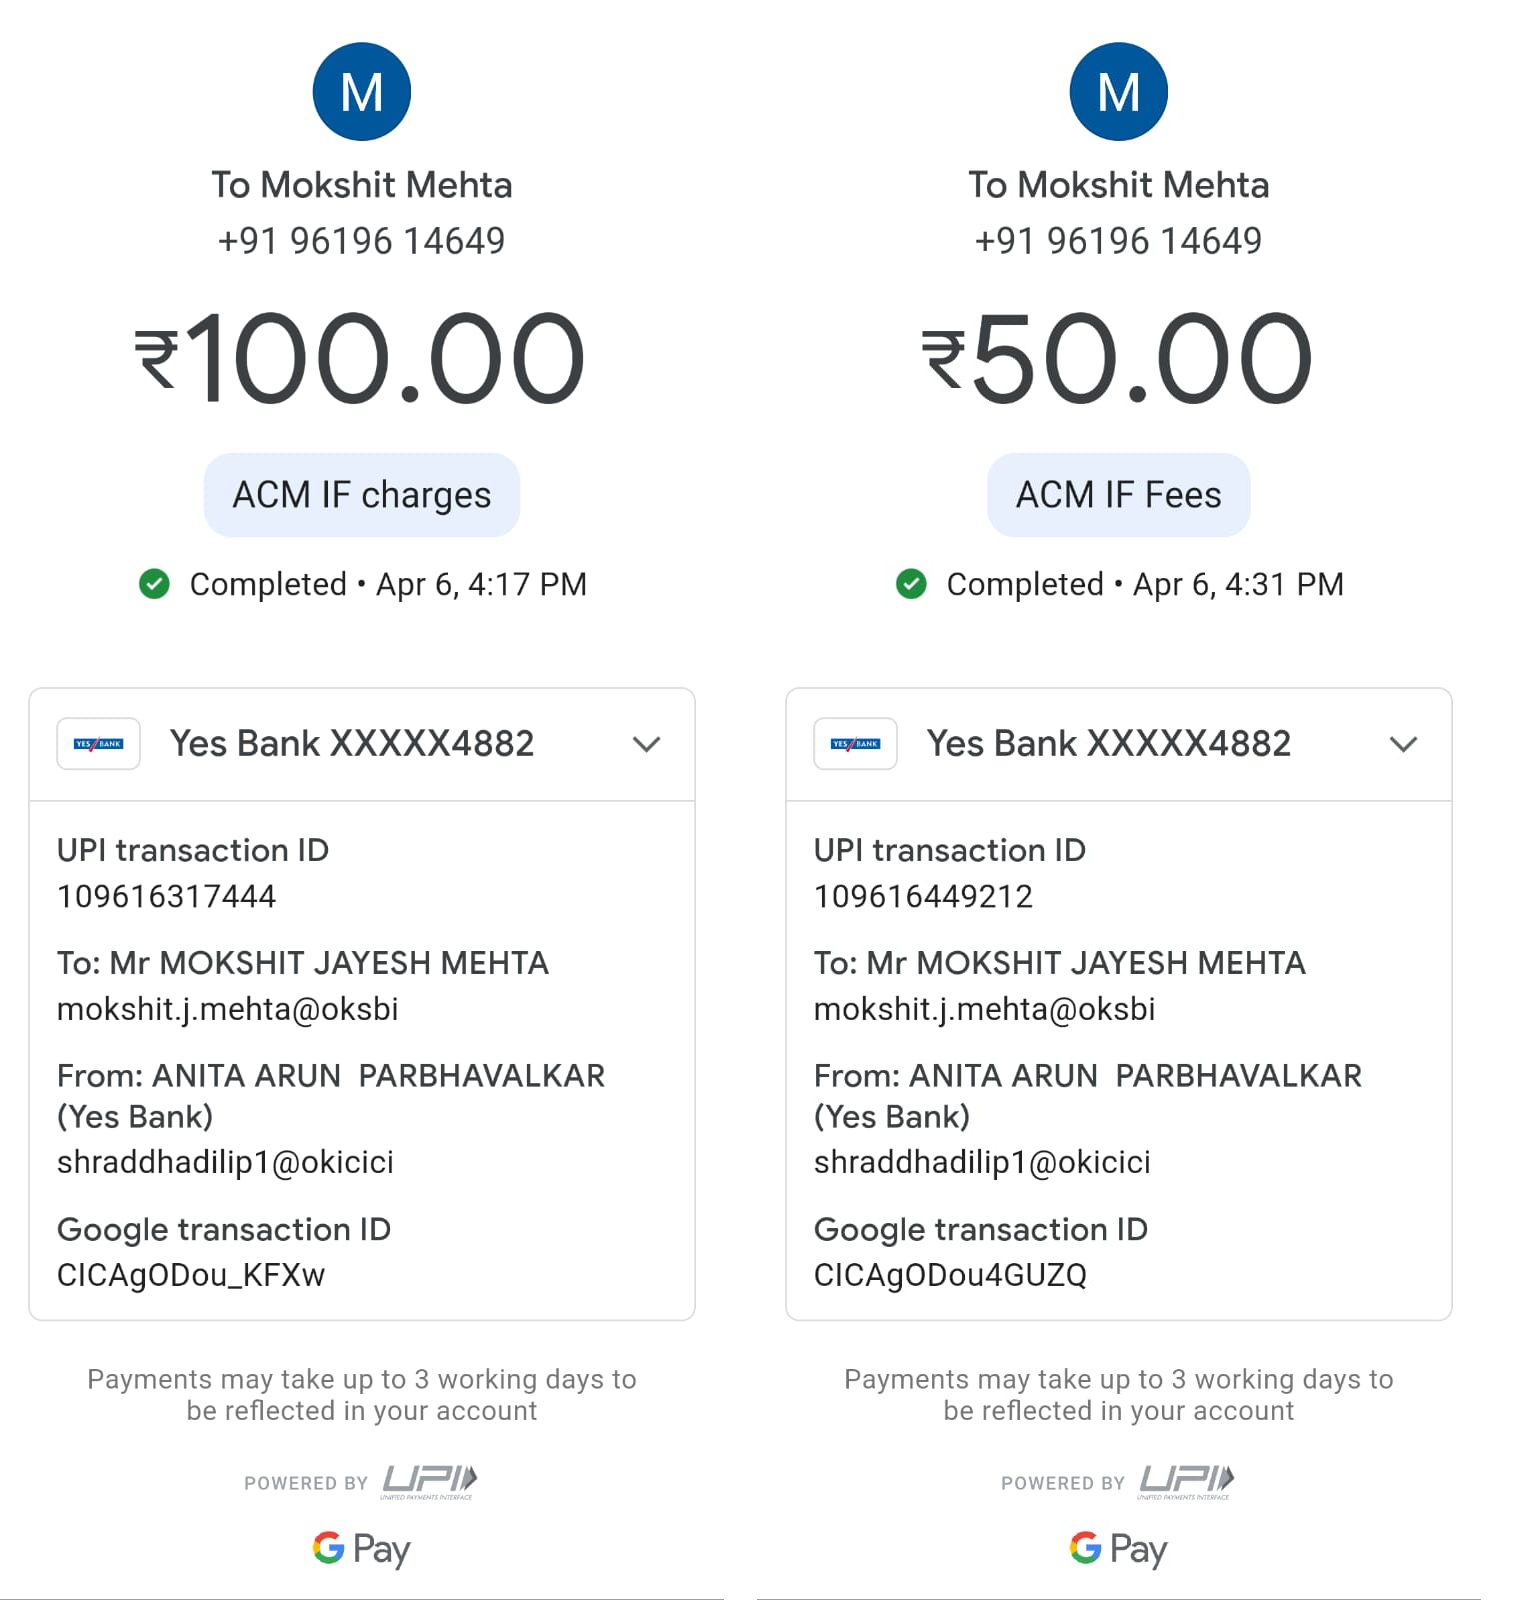 M
To Mokshit Mehta
+91 96196 14649
₹100.00
ACM IF charges
Completed • Apr 6, 4:17 PM
YES BANK
Yes Bank XXXXX4882
UPI transaction ID
109616317444
To: Mr MOKSHIT JAYESH MEHTA
mokshit.j.mehta@oksbi
From: ANITA ARUN  PARBHAVALKAR
(Yes Bank)
shraddhadilip1@okicici
Google transaction ID
CICAgODou_KFXw
Payments may take up to 3 working days to
be reflected in your account
POWERED BY UPI
UNIFIED PAYMENTS INTERFACE
G Pay
M
To Mokshit Mehta
+91 96196 14649
₹50.00
ACM IF Fees
Completed • Apr 6, 4:31 PM
YES BANK
Yes Bank XXXXX4882
UPI transaction ID
109616449212
To: Mr MOKSHIT JAYESH MEHTA
mokshit.j.mehta@oksbi
From: ANITA ARUN  PARBHAVALKAR
(Yes Bank)
shraddhadilip1@okicici
Google transaction ID
CICAgODou4GUZQ
Payments may take up to 3 working days to
be reflected in your account
POWERED BY UPI
UNIFIED PAYMENTS INTERFACE
G Pay